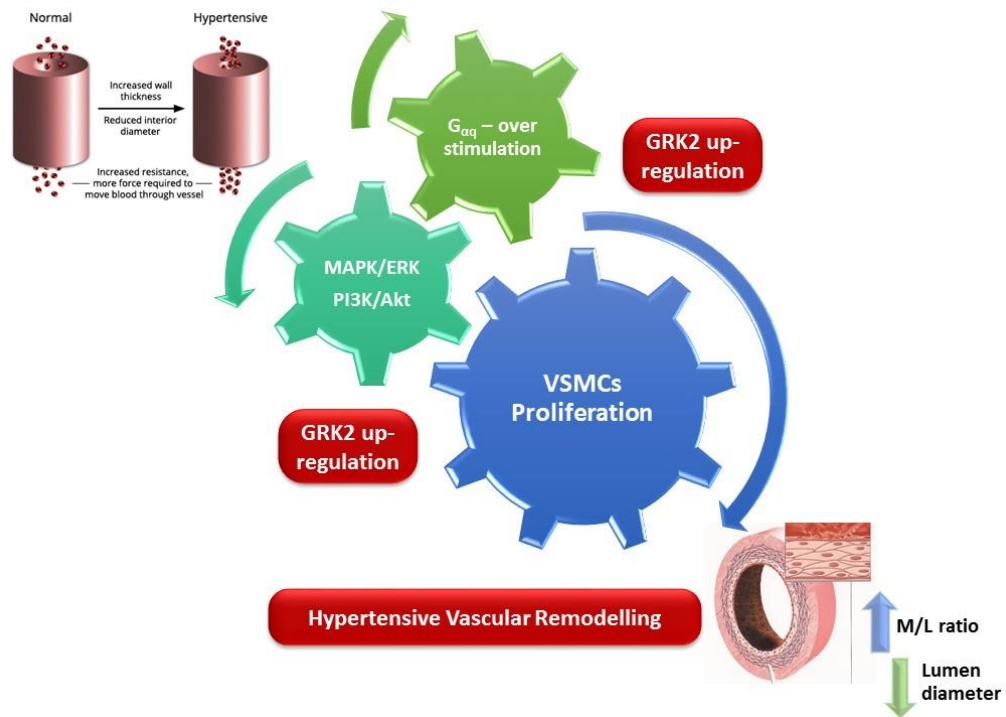 Normal
Hypertensive
Increased wall
thickness
Reduced interior
diameter
Increased resistance,
more force required to
move blood through vessel
Gαq – over
stimulation
GRK2 up-
regulation
MAPK/ERK
PI3K/Akt
VSMCs
Proliferation
GRK2 up-
regulation
Hypertensive Vascular Remodelling
M/L ratio
Lumen
diameter